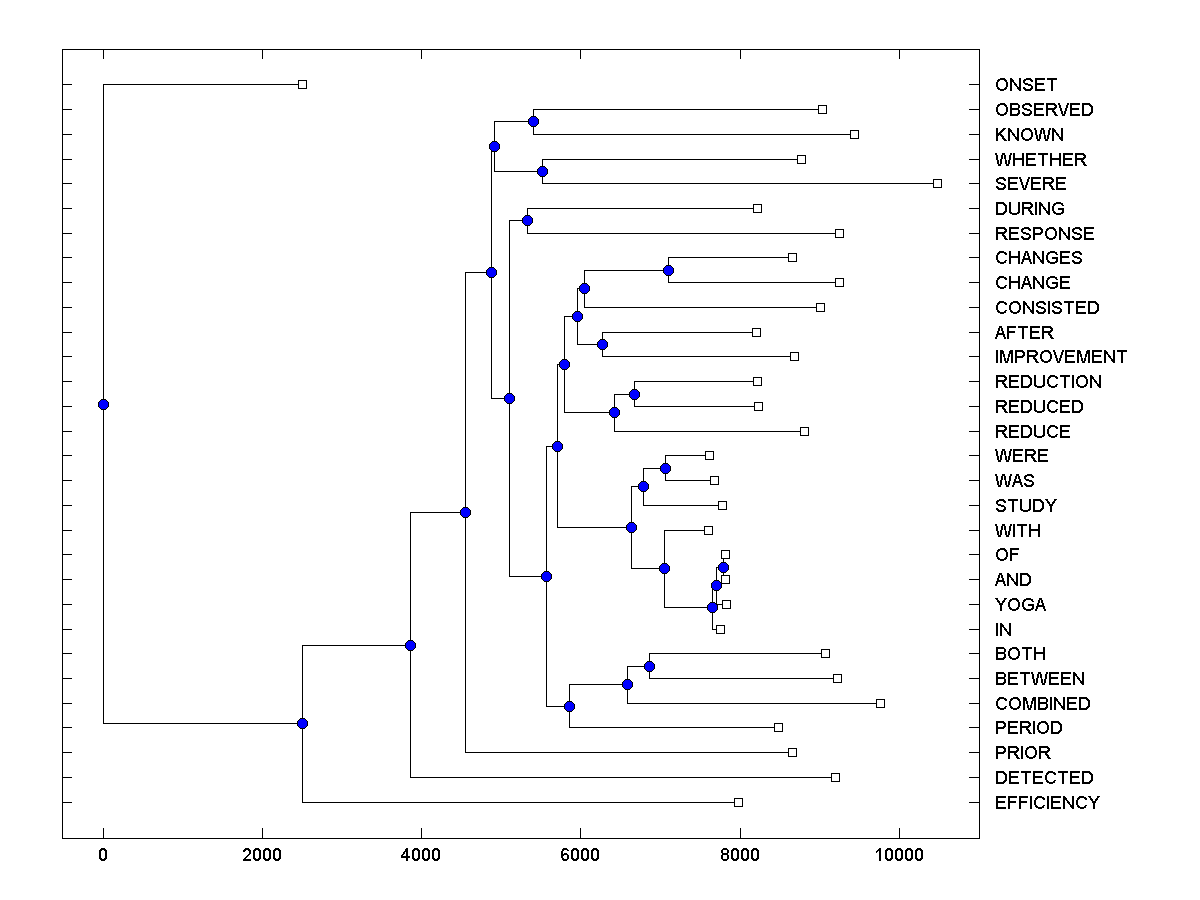 ONSET
OBSERVED
KNOWN
WHETHER
SEVERE
DURING
RESPONSE
CHANGES
CHANGE
CONSISTED
AFTER
IMPROVEMENT
REDUCTION
REDUCED
REDUCE
WERE
WAS
STUDY
WITH
OF
AND
YOGA
IN
BOTH
BETWEEN
COMBINED
PERIOD
PRIOR
DETECTED
EFFICIENCY
0 2000 4000 6000 8000 10000